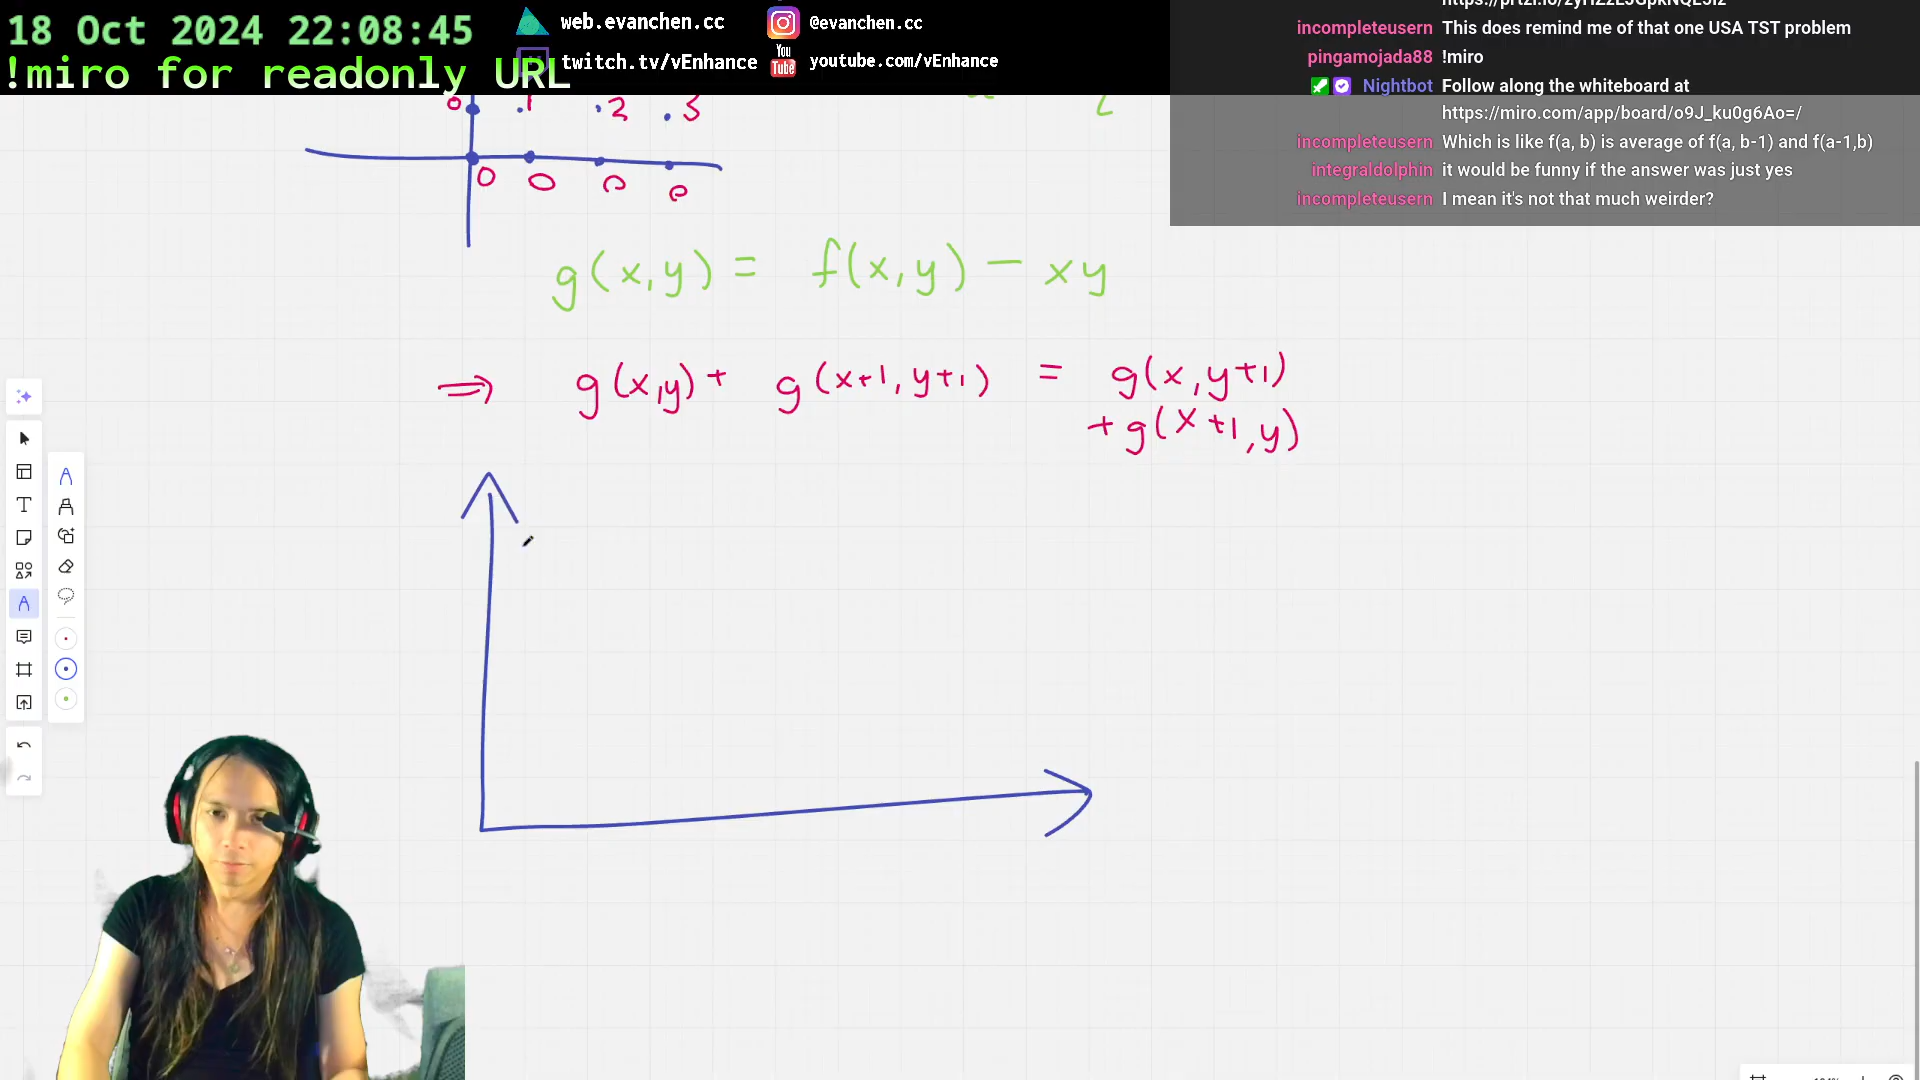 18 Oct 2024 22:08:45
!miro for readonly URL
web.evanchen.cc
@evanchen.cc
twitch.tv/vEnhance
You Tube
youtube.com/vEnhance
incompleteusern This does remind me of that one USA TST problem
pingamojada88 !miro
Nightbot Follow along the whiteboard at
https://miro.com/app/board/o9J_ku0g6Ao=/
incompleteusern Which is like f(a, b) is average of f(a, b-1) and f(a-1,b)
integraldolphin it would be funny if the answer was just yes
incompleteusern I mean it's not that much weirder?
0 1 2 3
0 0 0 0
g(x,y) = f(x,y) - xy
⇒ g(x,y) + g(x+1,y+1) = g(x,y+1)
+ g(x+1,y)